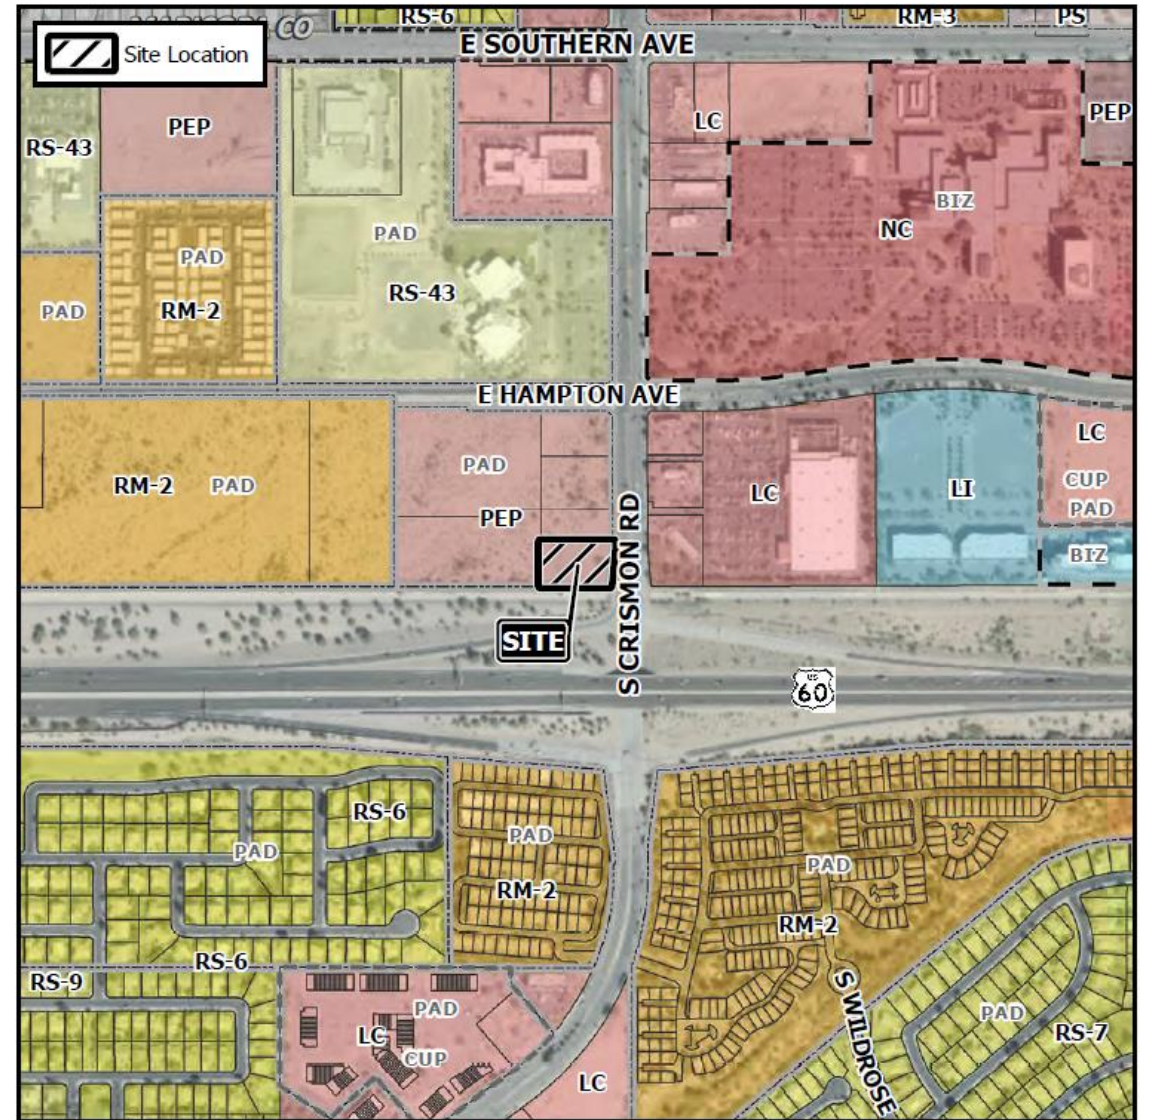 CO
RS-6
RM-3
PS
E SOUTHERN AVE
Site Location
PEP
LC
PEP
RS-43
BIZ
NC
PAD
PAD
RS-43
PAD
RM-2
E HAMPTON AVE
LC
PAD
CUP
RM-2
PAD
LC
LI
PAD
PEP
BIZ
S CRISMON RD
SITE
US
60
RS-6
PAD
PAD
PAD
RM-2
RM-2
RS-6
RS-9
S WILDROSE
PAD
PAD
RS-7
LC
CUP
LC